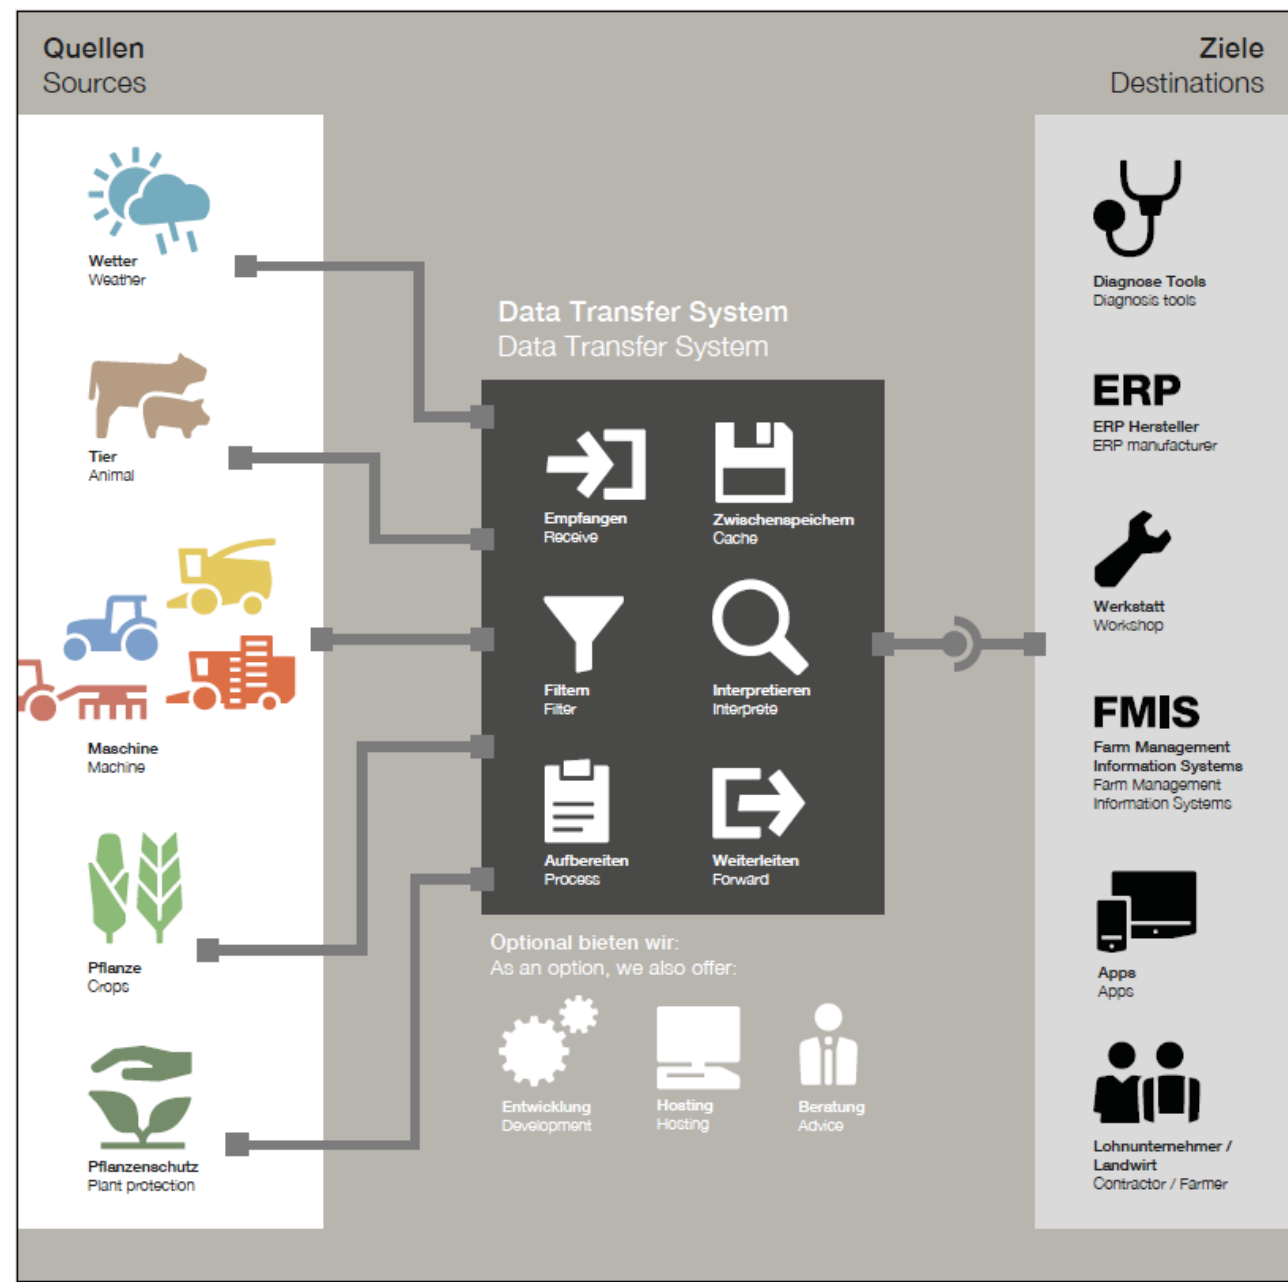 Quellen
Sources
Ziele
Destinations
Wetter
Weather
Tier
Animal
Maschine
Machine
Pflanze
Crops
Pflanzenschutz
Plant protection
Data Transfer System
Data Transfer System
Empfangen
Receive
Zwischenspeichern
Cache
Filtern
Filter
Interpretieren
Interprete
Aufbereiten
Process
Weiterleiten
Forward
Optional bieten wir:
As an option, we also offer:
Entwicklung
Development
Hosting
Hosting
Beratung
Advice
Diagnose Tools
Diagnosis tools
ERP
ERP Hersteller
ERP manufacturer
Werkstatt
Workshop
FMIS
Farm Management
Information Systems
Farm Management
Information Systems
Apps
Apps
Lohnunternehmer /
Landwirt
Contractor / Farmer